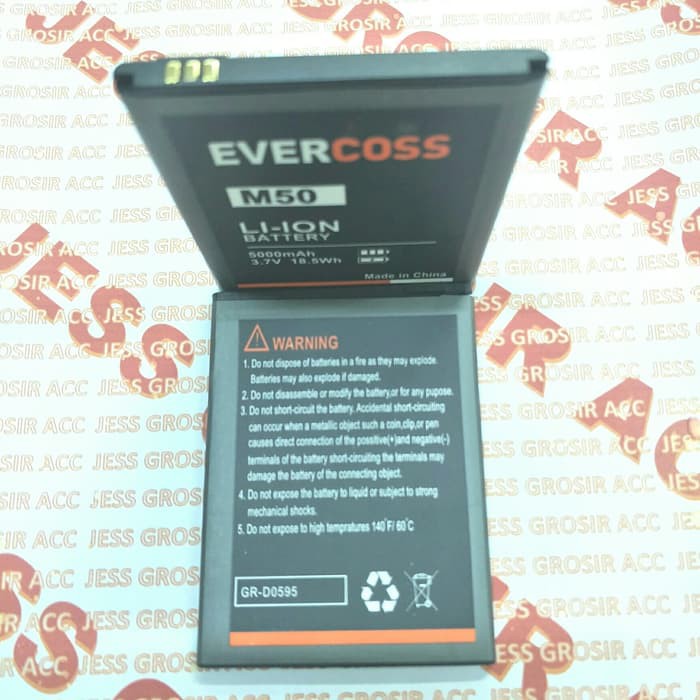 EVERCOSS
M50
LI-ION
BATTERY
5000mAh
3.7V 18.5Wh
Made in China
WARNING
1. Do not dispose of batteries in a fire as they may explode.
Batteries may also explode if damaged.
2. Do not disassemble or modify the battery,or for any pupose.
3. Do not short-circuit the battery. Accidental short-circuiting
can occur when a metallic object such a coin,clip,or pen
causes direct connection of the possitive(+)and negative(-)
terminals of the battery short-circuiting the terminals may
damage the battery of the connecting object.
4. Do not expose the battery to liquid or subject to strong
mechanical shocks.
5. Do not expose to high tempratures 140°F/ 60°C
GR-D0595
JESS GROSIR ACC